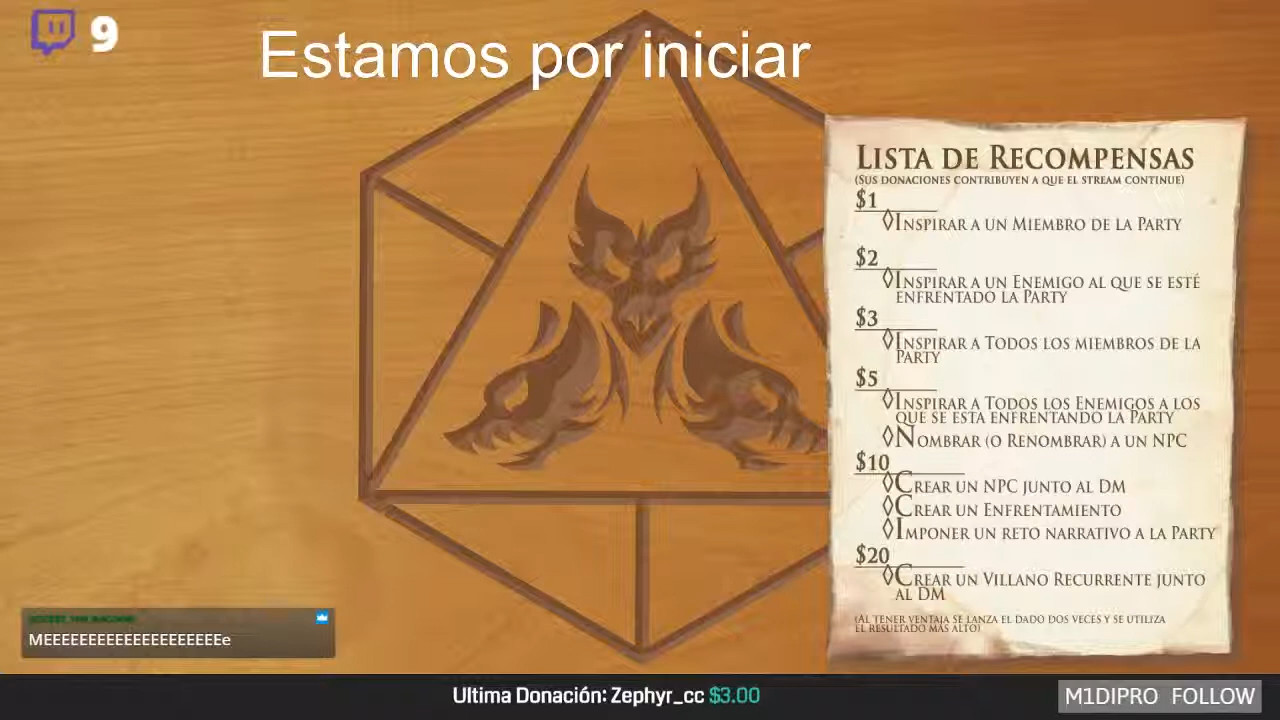 9
Estamos por iniciar
LISTA DE RECOMPENSAS
(SUS DONACIONES CONTRIBUYEN A QUE EL STREAM CONTINUE)
$1
◊INSPIRAR A UN MIEMBRO DE LA PARTY
$2
◊INSPIRAR A UN ENEMIGO AL QUE SE ESTÉ
ENFRENTADO LA PARTY
$3
◊INSPIRAR A TODOS LOS MIEMBROS DE LA
PARTY
$5
◊INSPIRAR A TODOS LOS ENEMIGOS A LOS
QUE SE ESTA ENFRENTANDO LA PARTY
◊NOMBRAR (O RENOMBRAR) A UN NPC
$10
◊CREAR UN NPC JUNTO AL DM
◊CREAR UN ENFRENTAMIENTO
◊IMPONER UN RETO NARRATIVO A LA PARTY
$20
◊CREAR UN VILLANO RECURRENTE JUNTO
AL DM
(AL TENER VENTAJA SE LANZA EL DADO DOS VECES Y SE UTILIZA
EL RESULTADO MAS ALTO)
MEEEEEEEEEEEEEEEEEEEEEe
Ultima Donación: Zephyr_cc $3.00
M1DIPRO FOLLOW